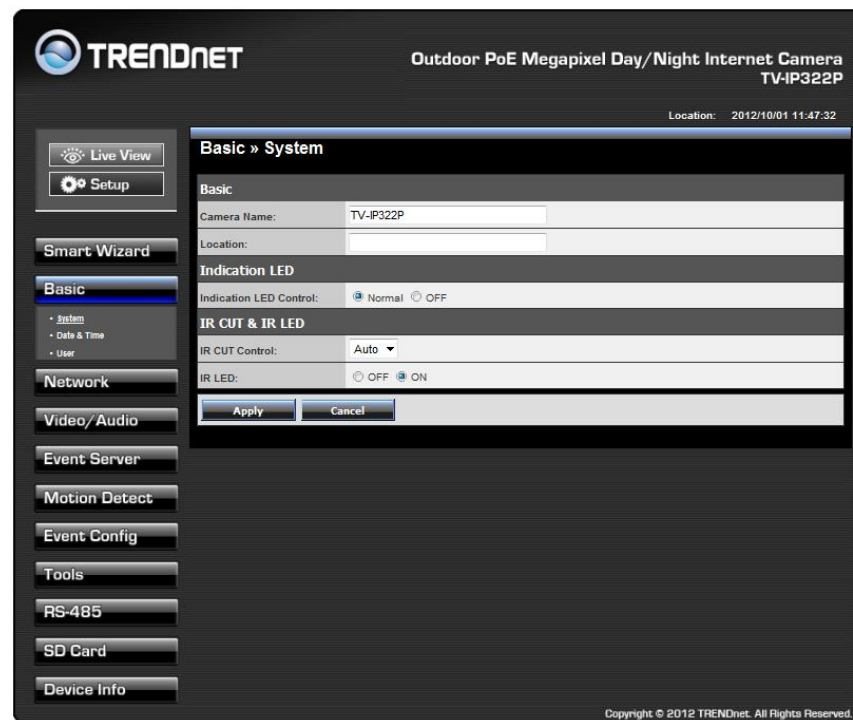 TRENDnet
Outdoor PoE Megapixel Day/Night Internet Camera
TV-IP322P
Location: 2012/10/01 11:47:32
Live View
Setup
Smart Wizard
Basic
• System
• Date & Time
• User
Network
Video/Audio
Event Server
Motion Detect
Event Config
Tools
RS-485
SD Card
Device Info
Basic » System
Basic
Camera Name: TV-IP322P
Location:
Indication LED
Indication LED Control: Normal OFF
IR CUT & IR LED
IR CUT Control: Auto
IR LED: OFF ON
Apply Cancel
Copyright © 2012 TRENDnet. All Rights Reserved.